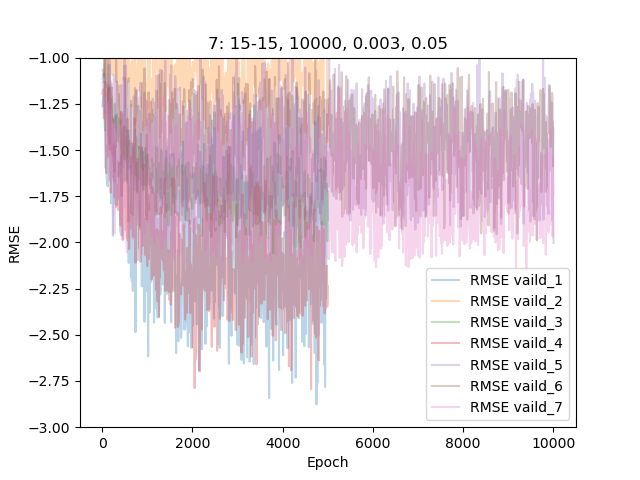 7: 15-15, 10000, 0.003, 0.05
RMSE
−1.00
−1.25
−1.50
−1.75
−2.00
−2.25
−2.50
−2.75
−3.00
RMSE vaild_1
RMSE vaild_2
RMSE vaild_3
RMSE vaild_4
RMSE vaild_5
RMSE vaild_6
RMSE vaild_7
0 2000 4000 6000 8000 10000
Epoch